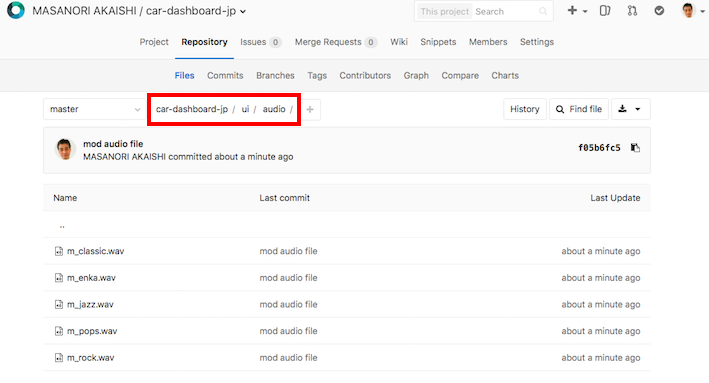 MASANORI AKAISHI / car-dashboard-jp
This project Search
Project Repository Issues 0 Merge Requests 0 Wiki Snippets Members Settings
Files Commits Branches Tags Contributors Graph Compare Charts
master car-dashboard-jp / ui / audio / + History Find file
mod audio file
MASANORI AKAISHI committed about a minute ago
f05b6fc5
Name Last commit Last Update
..
m_classic.wav mod audio file about a minute ago
m_enka.wav mod audio file about a minute ago
m_jazz.wav mod audio file about a minute ago
m_pops.wav mod audio file about a minute ago
m_rock.wav mod audio file about a minute ago